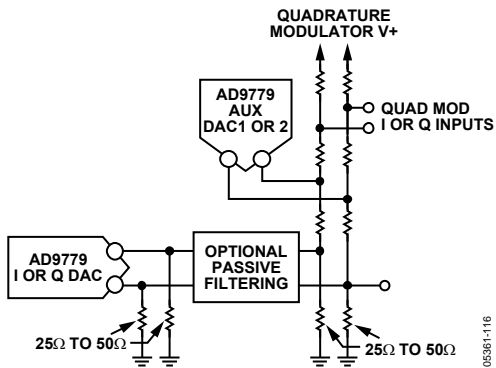 QUADRATURE
MODULATOR V+
AD9779
AUX
DAC1 OR 2
QUAD MOD
I OR Q INPUTS
AD9779
I OR Q DAC
OPTIONAL
PASSIVE
FILTERING
25Ω TO 50Ω
25Ω TO 50Ω
05361-116